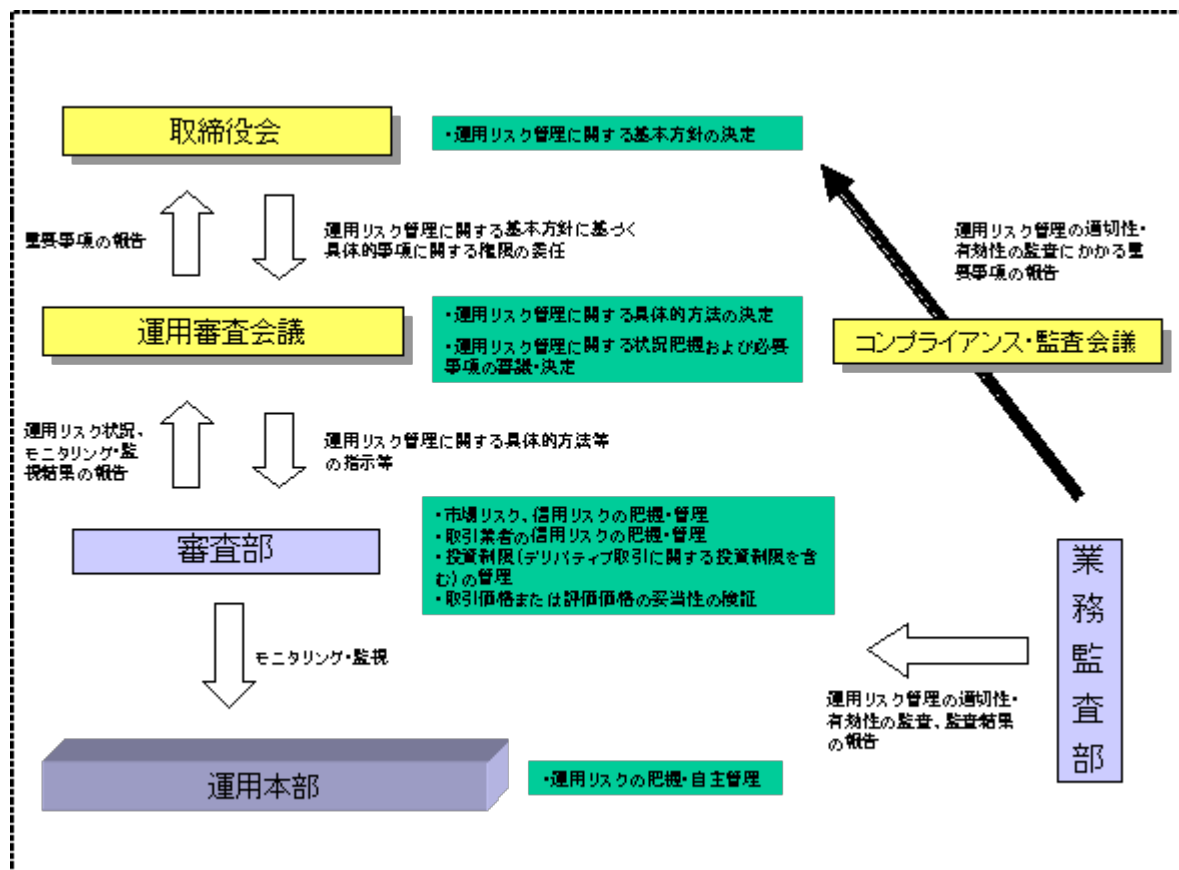 取締役会
・運用リスク管理に関する基本方針の決定
重要事項の報告
運用リスク管理に関する基本方針に基づく
具体的事項に関する権限の委任
運用リスク管理の適切性・
有効性の監査にかかる重
要事項の報告
運用審査会議
・運用リスク管理に関する具体的方法の決定
・運用リスク管理に関する状況把握および必要
事項の審議・決定
コンプライアンス・監査会議
運用リスク状況、
モニタリング・監
視結果の報告
運用リスク管理に関する具体的方法等
の指示等
審査部
・市場リスク、信用リスクの把握・管理
・取引業者の信用リスクの把握・管理
・投資制限(デリバティブ取引に関する投資制限を含
む)の管理
・取引価格または評価価格の妥当性の検証
業務監査部
モニタリング・監視
運用リスク管理の適切性・
有効性の監査、監査結果
の報告
運用本部
・運用リスクの把握・自主管理